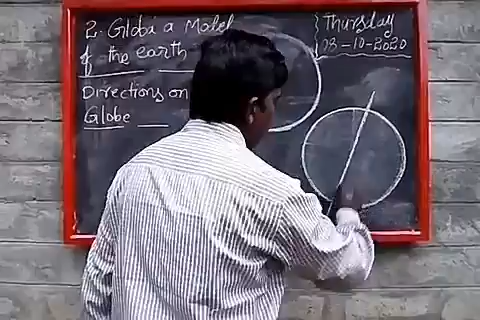 2. Globe a Model
of the earth
Directions on
Globe
Thursday
08-10-2020